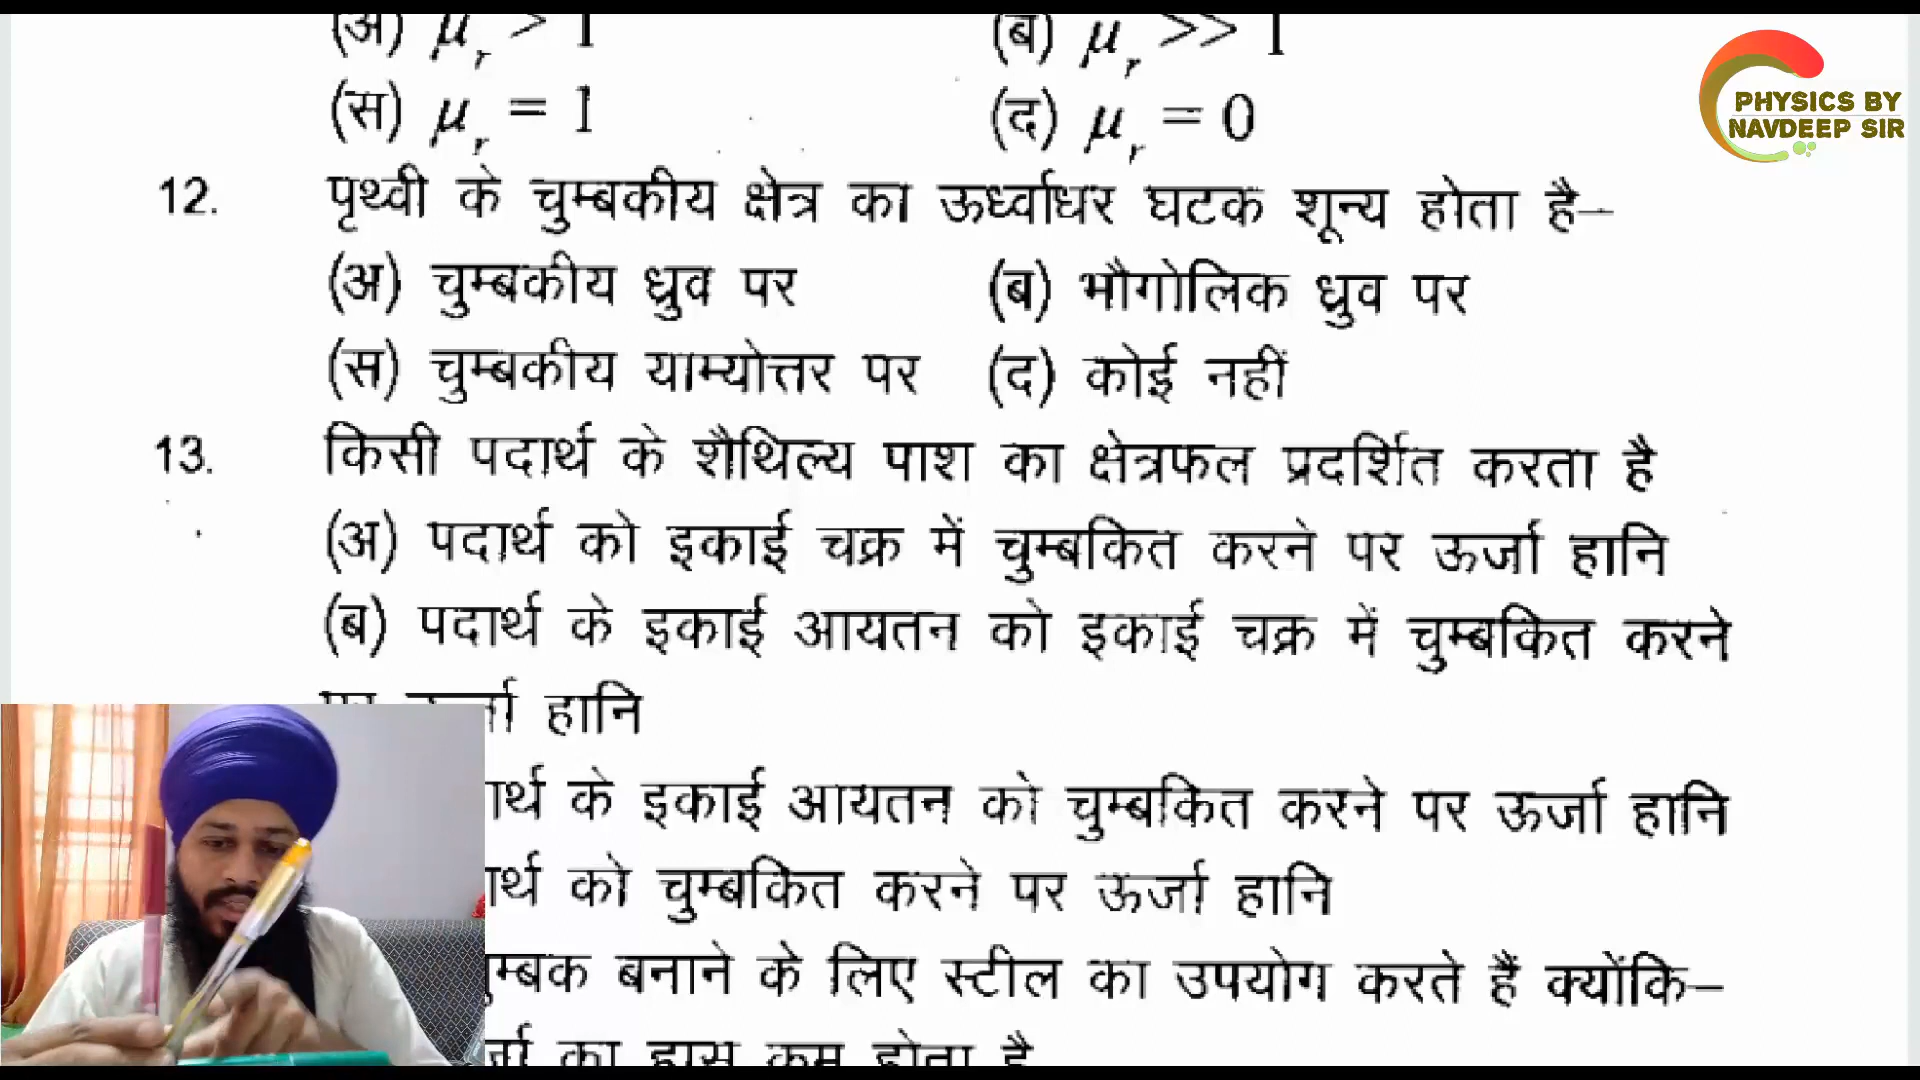 (अ) μr > 1 (ब) μr >> 1
(स) μr = 1 (द) μr = 0
PHYSICS BY
NAVDEEP SIR
12. पृथ्वी के चुम्बकीय क्षेत्र का ऊर्ध्वाधर घटक शून्य होता है–
(अ) चुम्बकीय ध्रुव पर (ब) भौगोलिक ध्रुव पर
(स) चुम्बकीय याम्योत्तर पर (द) कोई नहीं
13. किसी पदार्थ के शैथिल्य पाश का क्षेत्रफल प्रदर्शित करता है
(अ) पदार्थ को इकाई चक्र में चुम्बकित करने पर ऊर्जा हानि
(ब) पदार्थ के इकाई आयतन को इकाई चक्र में चुम्बकित करने
हानि
के इकाई आयतन को चुम्बकित करने पर ऊर्जा हानि
को चुम्बकित करने पर ऊर्जा हानि
बनाने के लिए स्टील का उपयोग करते हैं क्योंकि–
का ह्रास कम होता है